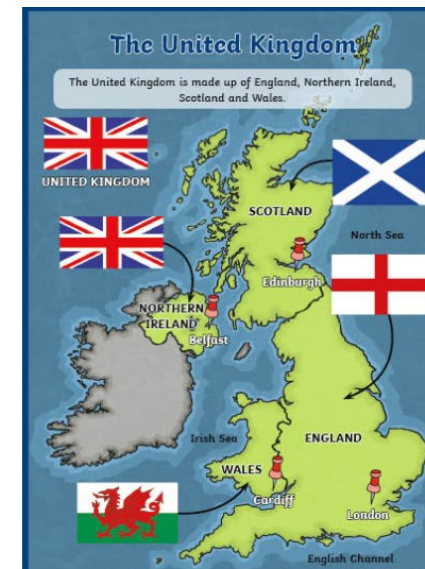 The United Kingdom
The United Kingdom is made up of England, Northern Ireland,
Scotland and Wales.
UNITED KINGDOM
SCOTLAND
North Sea
Edinburgh
NORTHERN
IRELAND
Belfast
Irish Sea
ENGLAND
WALES
Cardiff
London
English Channel